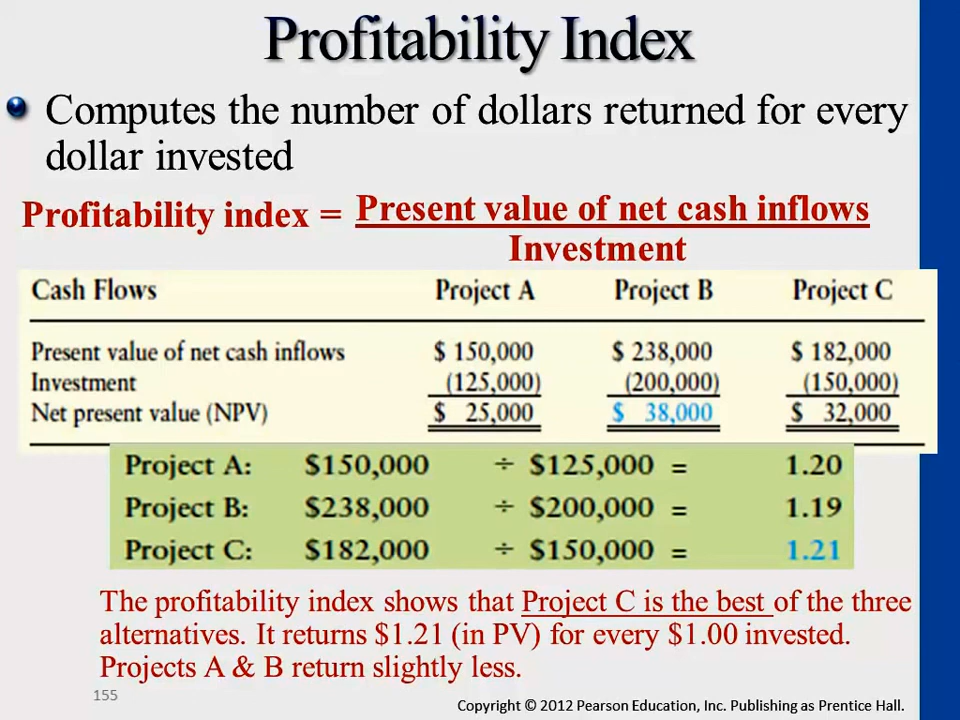 Profitability Index
Computes the number of dollars returned for every
dollar invested
Profitability index = Present value of net cash inflows
Investment
Cash Flows Project A Project B Project C
Present value of net cash inflows $ 150,000 $ 238,000 $ 182,000
Investment (125,000) (200,000) (150,000)
Net present value (NPV) $ 25,000 $ 38,000 $ 32,000
Project A: $150,000 ÷ $125,000 = 1.20
Project B: $238,000 ÷ $200,000 = 1.19
Project C: $182,000 ÷ $150,000 = 1.21
The profitability index shows that Project C is the best of the three
alternatives. It returns $1.21 (in PV) for every $1.00 invested.
Projects A & B return slightly less.
155
Copyright © 2012 Pearson Education, Inc. Publishing as Prentice Hall.